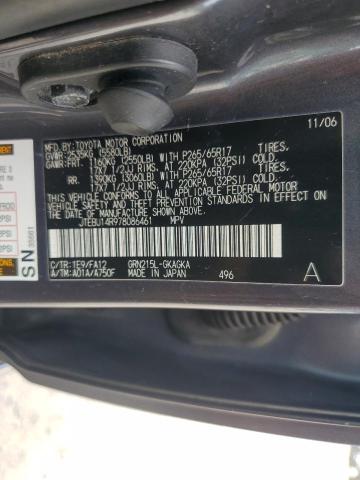 11/06
MFD. BY: TOYOTA MOTOR CORPORATION
GVWR: 2535KG (5580LB)
GAWR:FRT. 1160KG (2550LB) WITH P265/65R17 TIRES,
17X7 1/2JJ RIMS, AT 220KPA (32PSI) COLD.
RR. 1390KG (3060LB) WITH P265/65R17 TIRES,
17X7 1/2JJ RIMS, AT 220KPA (32PSI) COLD.
THIS VEHICLE CONFORMS TO ALL APPLICABLE FEDERAL MOTOR
VEHICLE SAFETY AND THEFT PREVENTION STANDARDS IN
EFFECT ON THE DATE OF MANUFACTURE SHOWN ABOVE.
JTEBU14R978086461 MPV
C/TR:1E9/FA12 GRN215L-GKAGKA
A/TM:A01A/A750F MADE IN JAPAN 496
A
SN